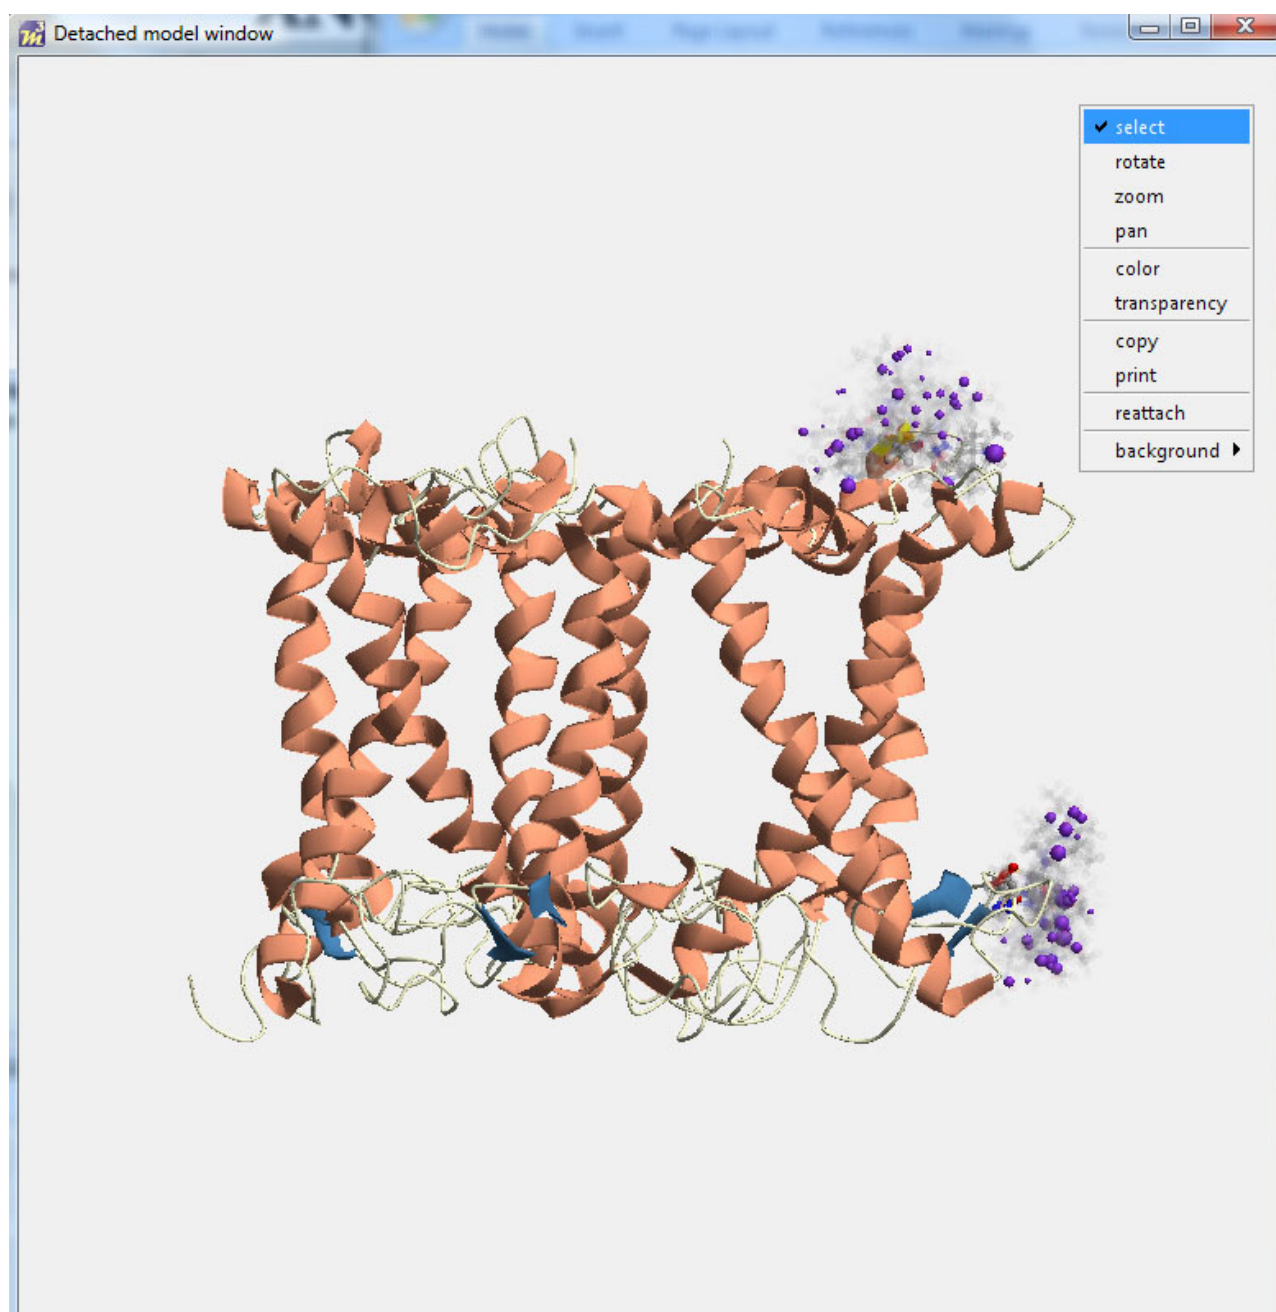 Detached model window
select
rotate
zoom
pan
color
transparency
copy
print
reattach
background